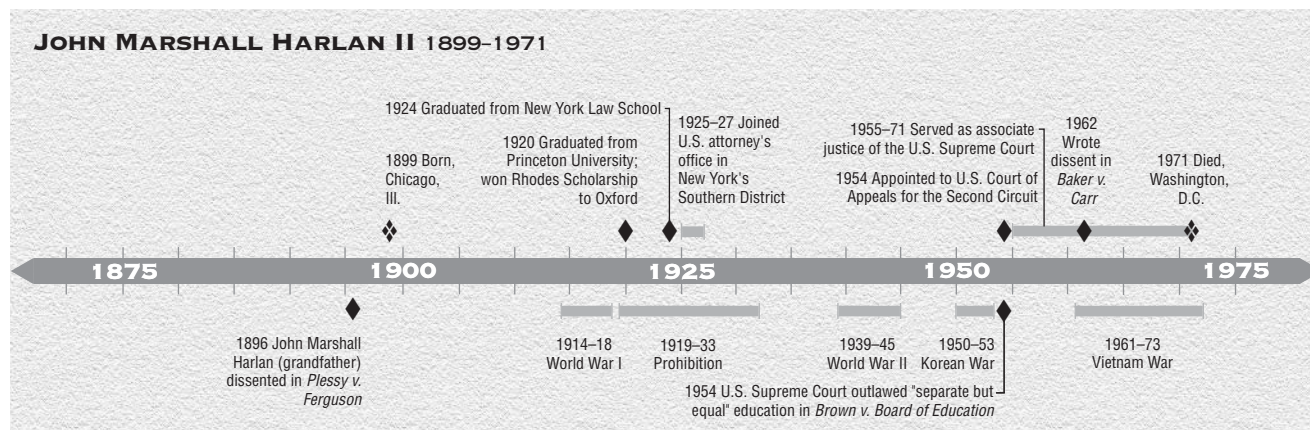 JOHN MARSHALL HARLAN II 1899–1971
1924 Graduated from New York Law School
1899 Born,
Chicago,
Ill.
1920 Graduated from
Princeton University;
won Rhodes Scholarship
to Oxford
1925–27 Joined
U.S. attorney's
office in
New York's
Southern District
1955–71 Served as associate
justice of the U.S. Supreme Court
1954 Appointed to U.S. Court of
Appeals for the Second Circuit
1962
Wrote
dissent in
Baker v.
Carr
1971 Died,
Washington,
D.C.
1875 1900 1925 1950 1975
1896 John Marshall
Harlan (grandfather)
dissented in Plessy v.
Ferguson
1914–18
World War I
1919–33
Prohibition
1939–45
World War II
1950–53
Korean War
1954 U.S. Supreme Court outlawed "separate but
equal" education in Brown v. Board of Education
1961–73
Vietnam War